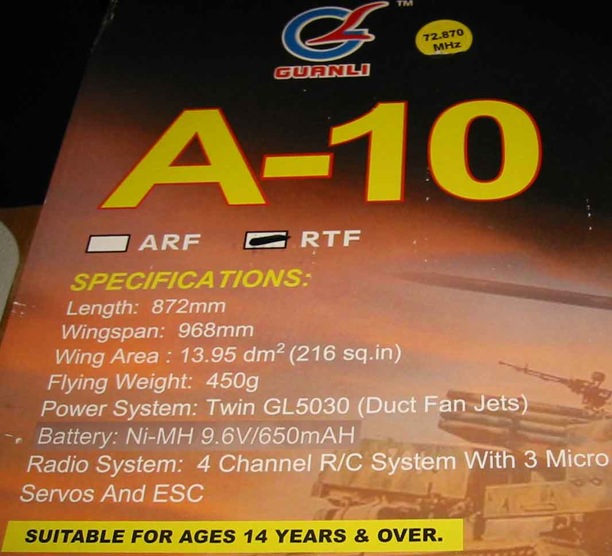 TM
72.870
MHz
GUANLI
A-10
ARF RTF
SPECIFICATIONS:
Length: 872mm
Wingspan: 968mm
Wing Area : 13.95 dm² (216 sq.in)
Flying Weight: 450g
Power System: Twin GL5030 (Duct Fan Jets)
Battery: Ni-MH 9.6V/650mAH
Radio System: 4 Channel R/C System With 3 Micro
Servos And ESC
SUITABLE FOR AGES 14 YEARS & OVER.